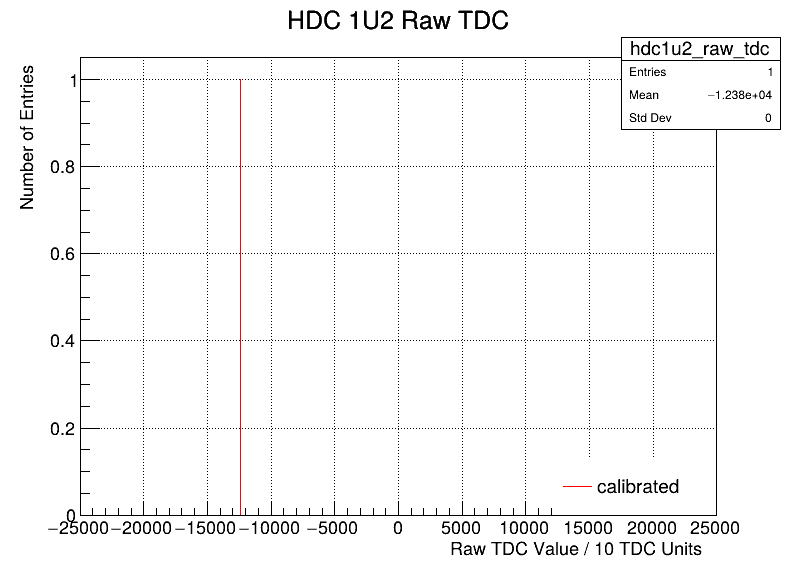 HDC 1U2 Raw TDC
hdc1u2_raw_tdc
Entries 1
Mean −1.238e+04
Std Dev 0
Number of Entries
1
0.8
0.6
0.4
0.2
0
calibrated
−25000 −20000 −15000 −10000 −5000 0 5000 10000 15000 20000 25000
Raw TDC Value / 10 TDC Units